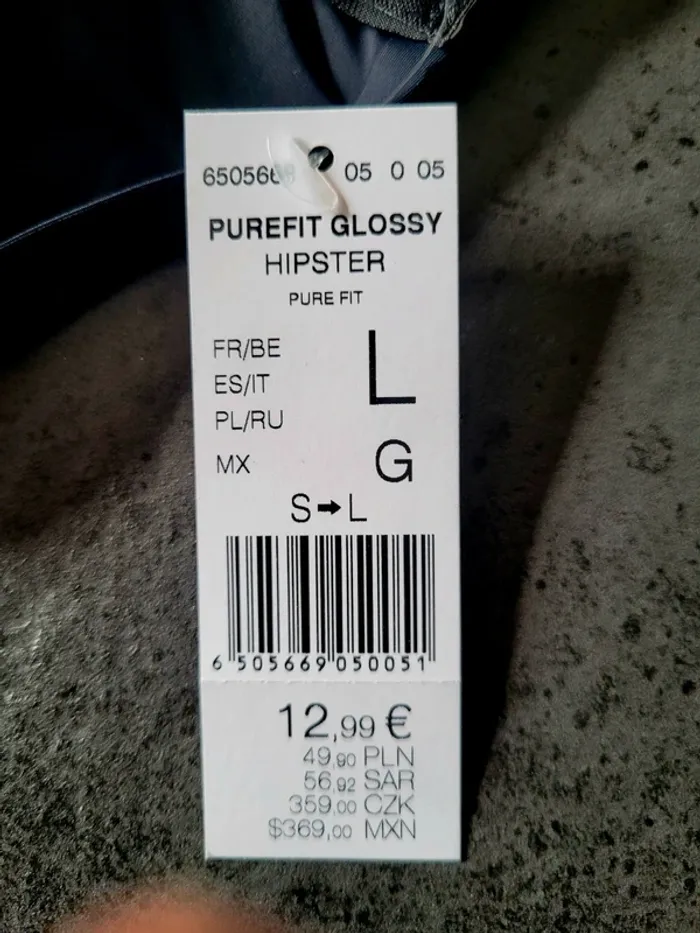 05 0 05
PUREFIT GLOSSY
HIPSTER
PURE FIT
FR/BE
ES/IT
PL/RU
L
MX G
S➡L
6 505669 050051
12,99 €
49,90 PLN
56,92 SAR
359,00 CZK
$369,00 MXN